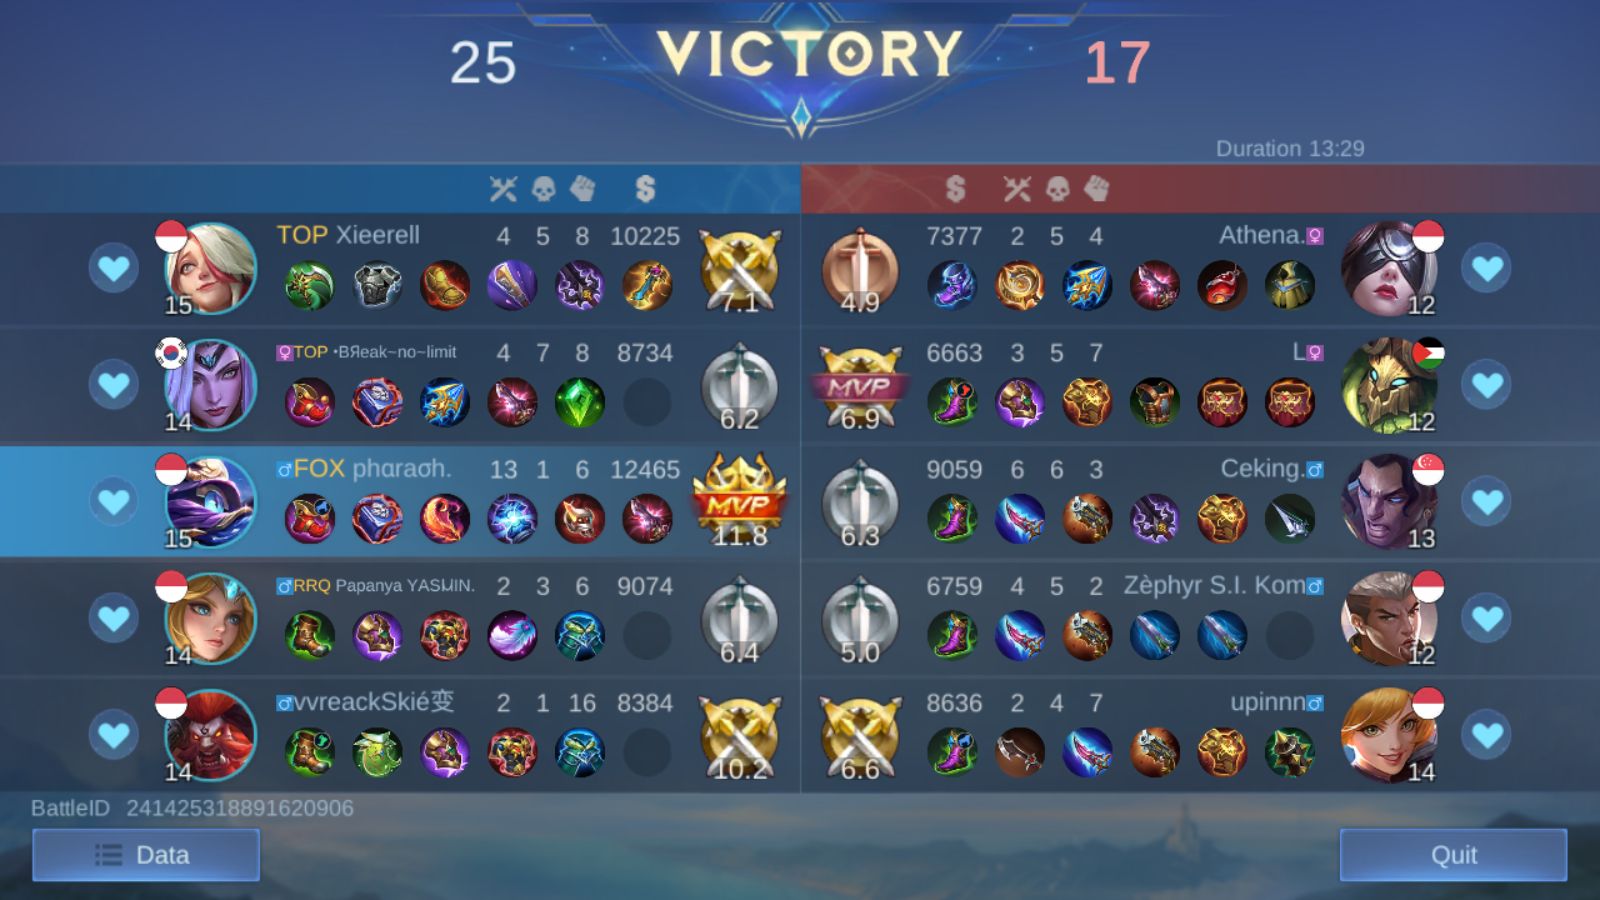 25 VICTORY 17
Duration 13:29
TOP Xieerell 4 5 8 10225
15 7.1
7377 2 5 4 Athena.
4.9 12
TOP •BЯeak~no~limit 4 7 8 8734
14 6.2
6663 3 5 7 L
MVP 6.9 12
FOX phαraσh. 13 1 6 12465
15 MVP 11.8
9059 6 6 3 Ceking.
6.3 13
RRQ Papanya YASMIN. 2 3 6 9074
14 6.4
6759 4 5 2 Zèphyr S.I. Kom
5.0 12
vvreackSkié变 2 1 16 8384
14 10.2
8636 2 4 7 upinnn
6.6 14
BattleID 241425318891620906
Data
Quit